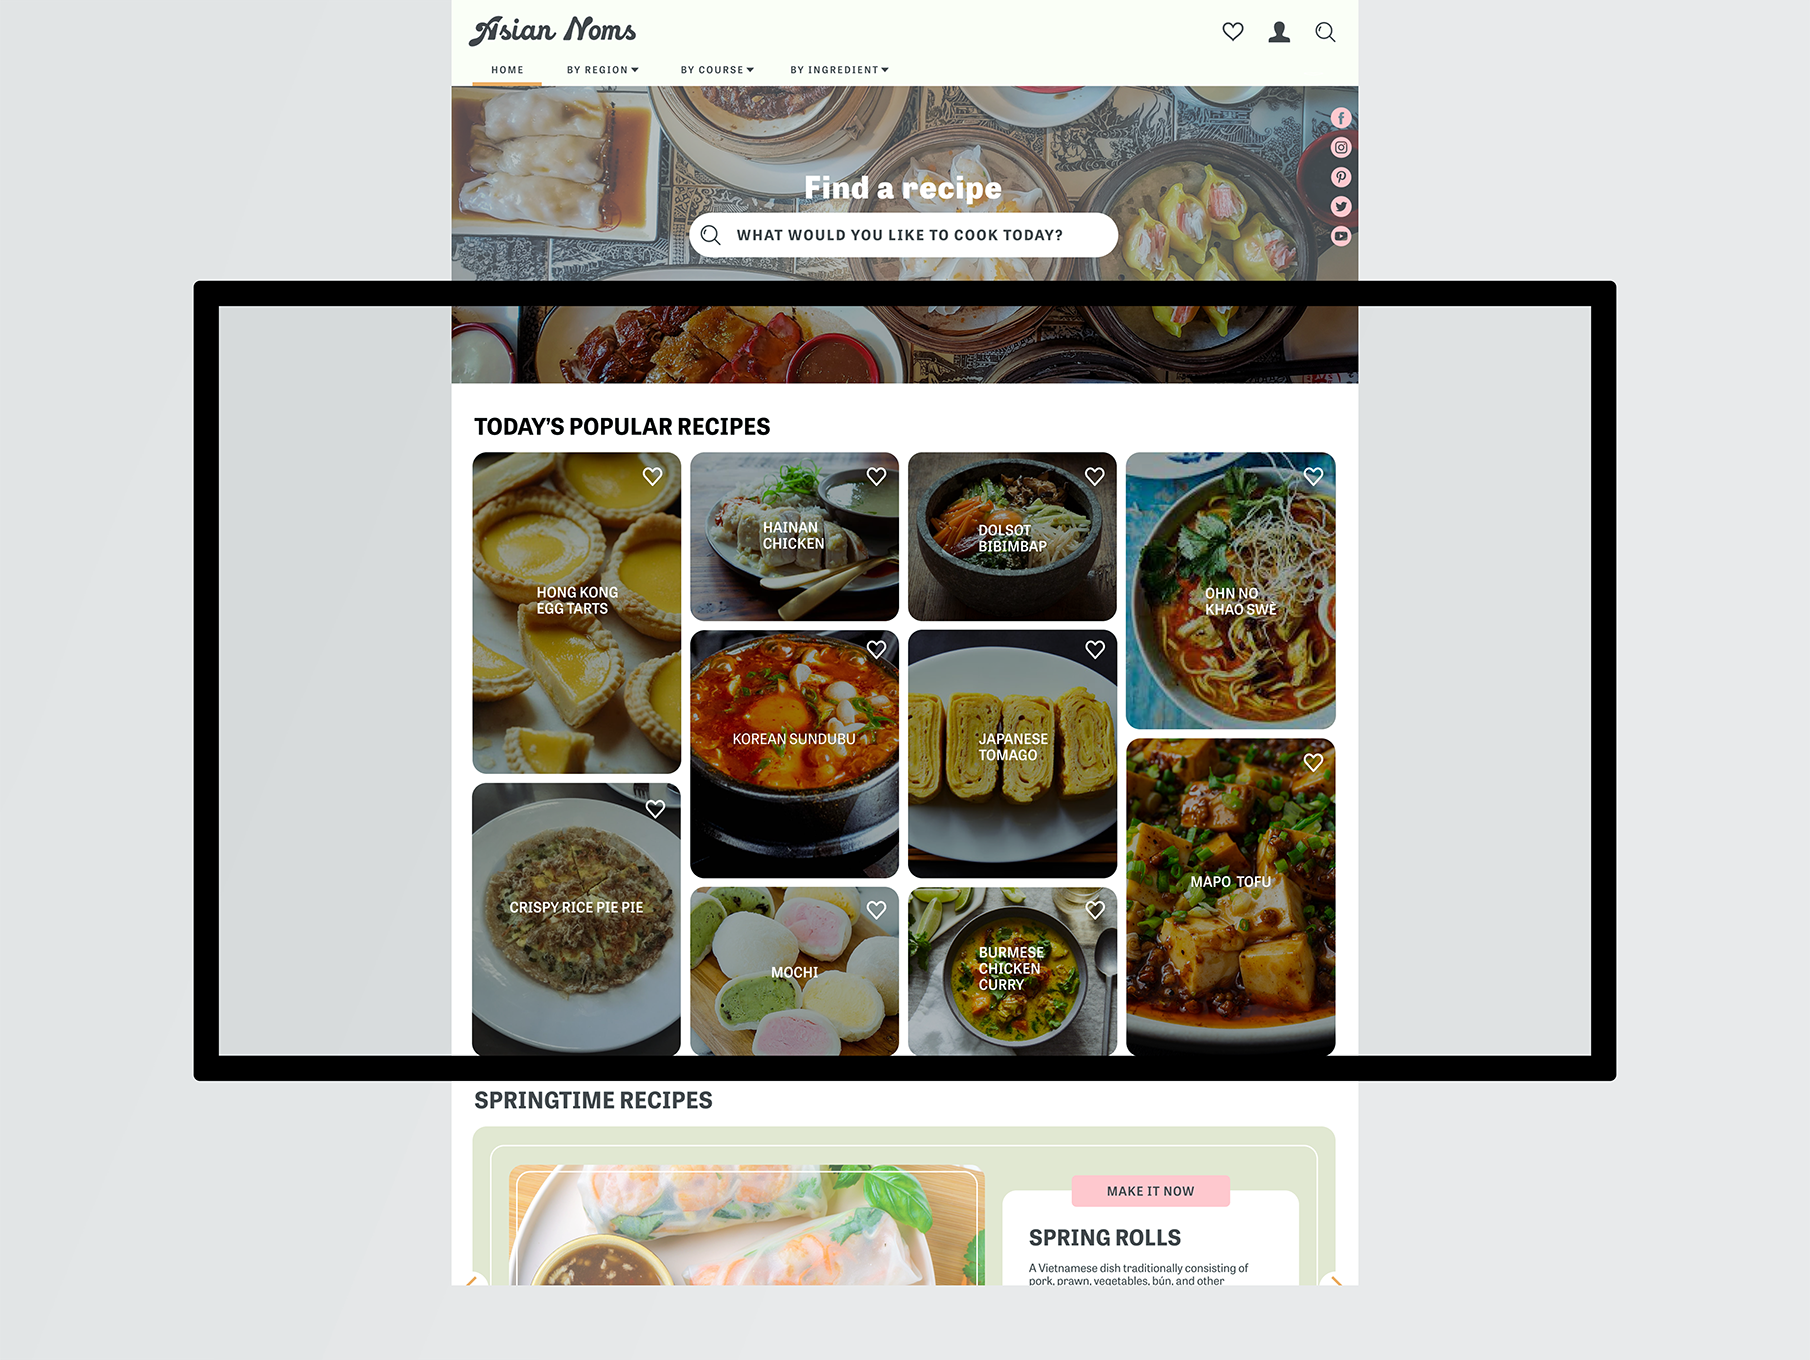 Asian Noms
HOME
BY REGION
BY COURSE
BY INGREDIENT
Find a recipe
WHAT WOULD YOU LIKE TO COOK TODAY?
TODAY'S POPULAR RECIPES
HONG KONG
EGG TARTS
HAINAN
CHICKEN
DOLSOT
BIBIMBAP
OHN NO
KHAO SWÈ
KOREAN SUNDUBU
JAPANESE
TOMAGO
CRISPY RICE PIE PIE
MOCHI
BURMESE
CHICKEN
CURRY
MAPO TOFU
SPRINGTIME RECIPES
MAKE IT NOW
SPRING ROLLS
A Vietnamese dish traditionally consisting of
pork, prawn, vegetables, bún, and other